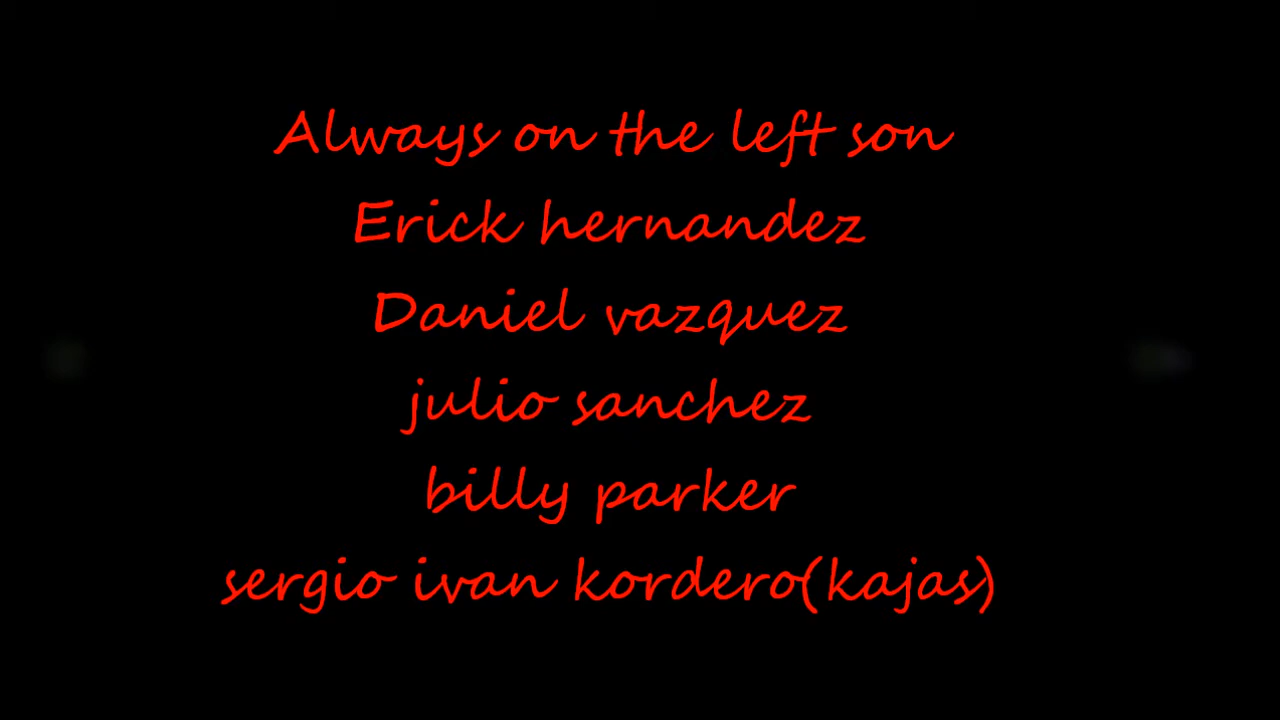 Always on the left son
Erick hernandez
Daniel vazquez
julio sanchez
billy parker
sergio ivan kordero(kajas)